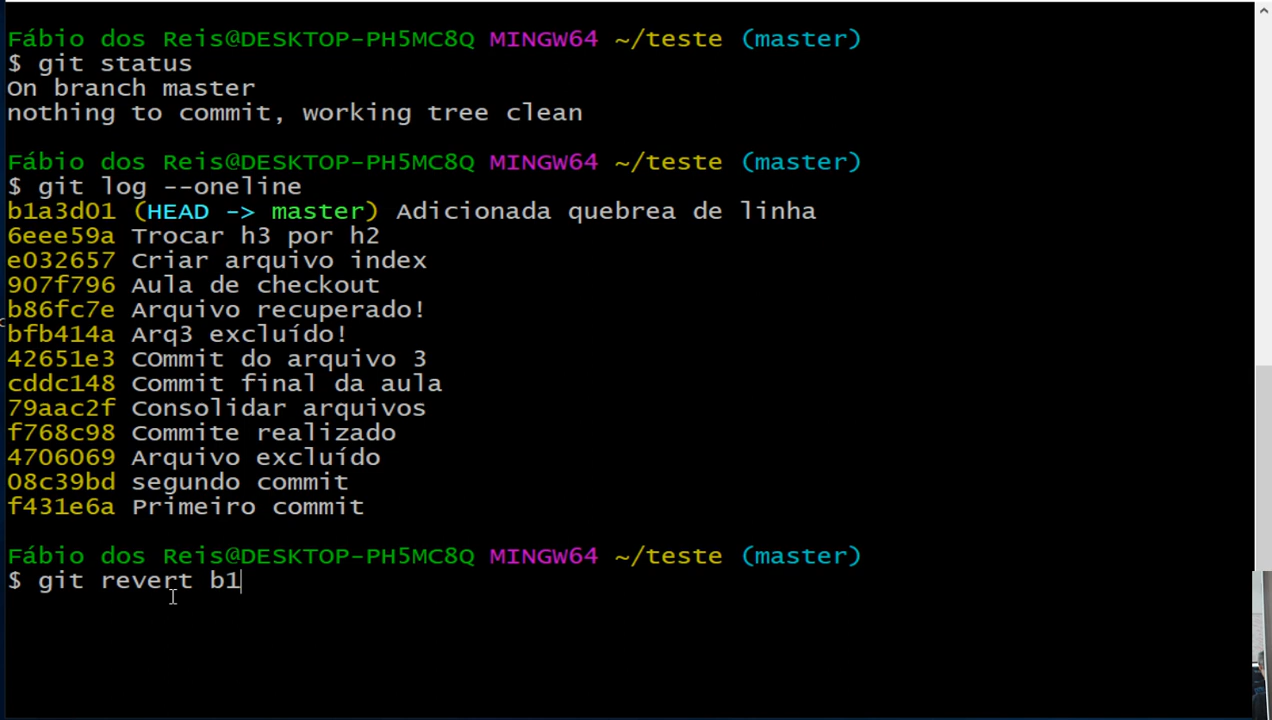 Fábio dos Reis@DESKTOP-PH5MC8Q MINGW64 ~/teste (master)
$ git status
On branch master
nothing to commit, working tree clean
Fábio dos Reis@DESKTOP-PH5MC8Q MINGW64 ~/teste (master)
$ git log --oneline
b1a3d01 (HEAD -> master) Adicionada quebrea de linha
6eee59a Trocar h3 por h2
e032657 Criar arquivo index
907f796 Aula de checkout
b86fc7e Arquivo recuperado!
bfb414a Arq3 excluído!
42651e3 COmmit do arquivo 3
cddc148 Commit final da aula
79aac2f Consolidar arquivos
f768c98 Commite realizado
4706069 Arquivo excluído
08c39bd segundo commit
f431e6a Primeiro commit
Fábio dos Reis@DESKTOP-PH5MC8Q MINGW64 ~/teste (master)
$ git revert b1